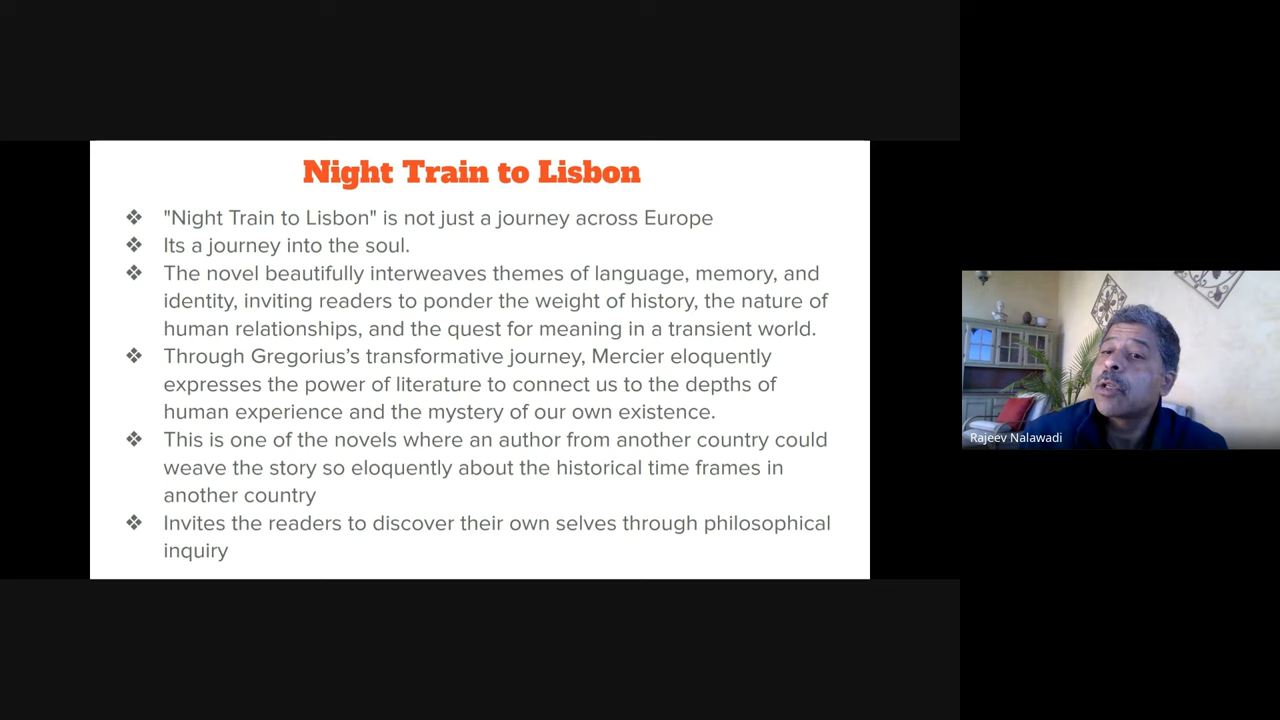 Night Train to Lisbon
❖ "Night Train to Lisbon" is not just a journey across Europe
❖ Its a journey into the soul.
❖ The novel beautifully interweaves themes of language, memory, and
identity, inviting readers to ponder the weight of history, the nature of
human relationships, and the quest for meaning in a transient world.
❖ Through Gregorius’s transformative journey, Mercier eloquently
expresses the power of literature to connect us to the depths of
human experience and the mystery of our own existence.
❖ This is one of the novels where an author from another country could
weave the story so eloquently about the historical time frames in
another country
❖ Invites the readers to discover their own selves through philosophical
inquiry
Rajeev Nalawadi